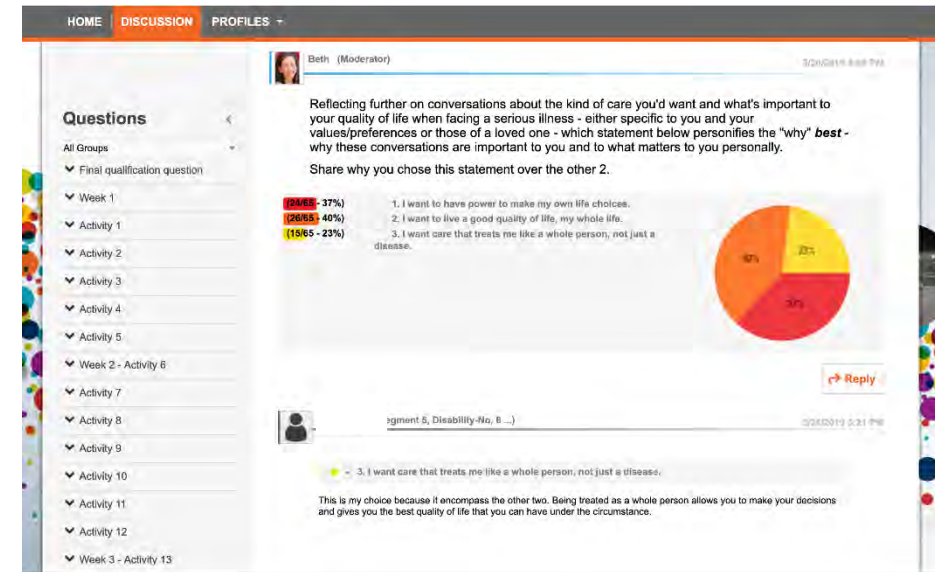 HOME DISCUSSION PROFILES
Beth (Moderator)
Reflecting further on conversations about the kind of care you'd want and what's important to
your quality of life when facing a serious illness - either specific to you and your
values/preferences or those of a loved one - which statement below personifies the "why" best -
why these conversations are important to you and to what matters to you personally.
Share why you chose this statement over the other 2.
(24/65 - 37%) 1. I want to have power to make my own life choices.
(26/65 - 40%) 2. I want to live a good quality of life, my whole life.
(15/65 - 23%) 3. I want care that treats me like a whole person, not just a
disease.
40%
23%
37%
Reply
Questions
All Groups
Final qualification question
Week 1
Activity 1
Activity 2
Activity 3
Activity 4
Activity 5
Week 2 - Activity 6
Activity 7
Activity 8
Activity 9
Activity 10
Activity 11
Activity 12
Week 3 - Activity 13
egment 5, Disability-No, B ...)
3. I want care that treats me like a whole person, not just a disease.
This is my choice because it encompass the other two. Being treated as a whole person allows you to make your decisions
and gives you the best quality of life that you can have under the circumstance.